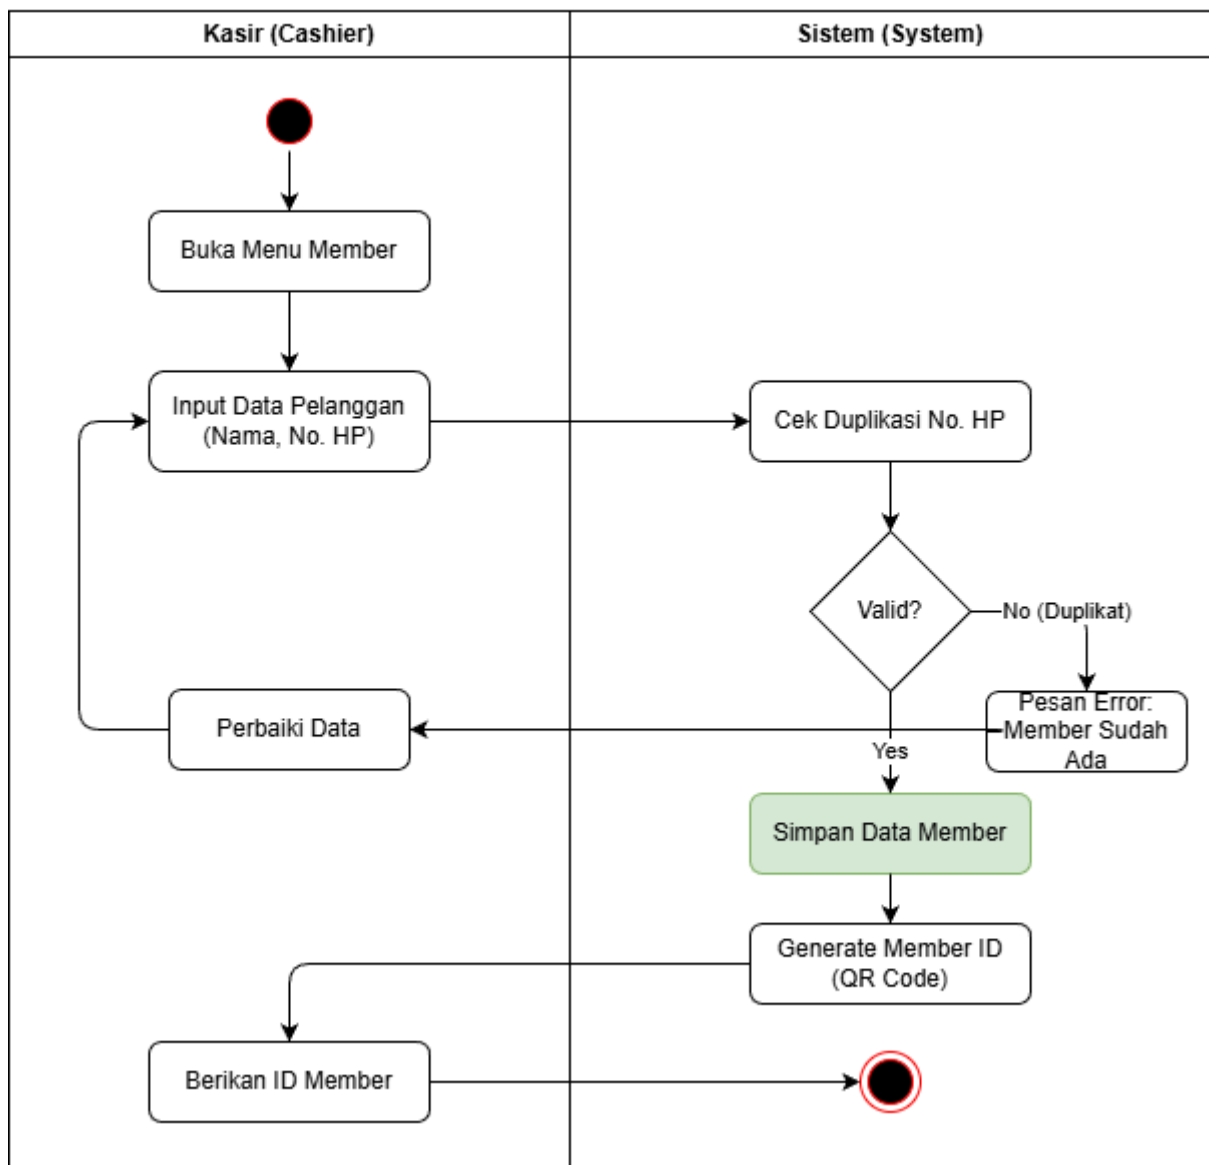 Kasir (Cashier)
Sistem (System)
Buka Menu Member
Input Data Pelanggan
(Nama, No. HP)
Cek Duplikasi No. HP
Valid?
No (Duplikat)
Pesan Error:
Member Sudah
Ada
Perbaiki Data
Yes
Simpan Data Member
Generate Member ID
(QR Code)
Berikan ID Member